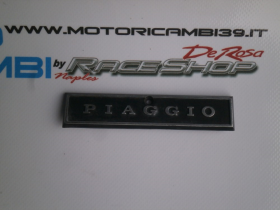 WWW.MOTORICAMBI39.IT
De Rosa
MBI by RACESHOP
Naples
PIAGGIO